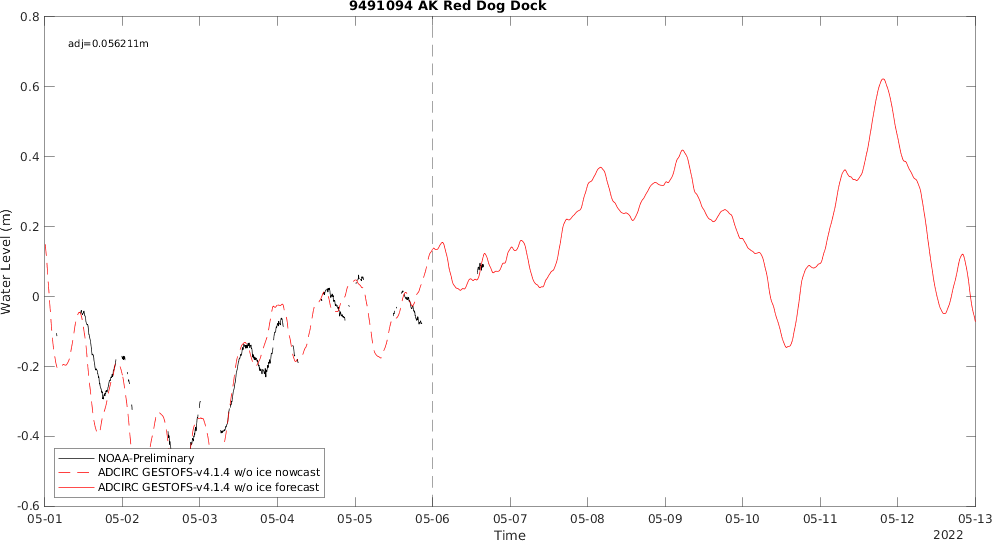 9491094 AK Red Dog Dock
0.8
adj=0.056211m
0.6
0.4
0.2
0
-0.2
-0.4
-0.6
Water Level (m)
NOAA-Preliminary
ADCIRC GESTOFS-v4.1.4 w/o ice nowcast
ADCIRC GESTOFS-v4.1.4 w/o ice forecast
05-01 05-02 05-03 05-04 05-05 05-06 05-07 05-08 05-09 05-10 05-11 05-12 05-13
Time
2022